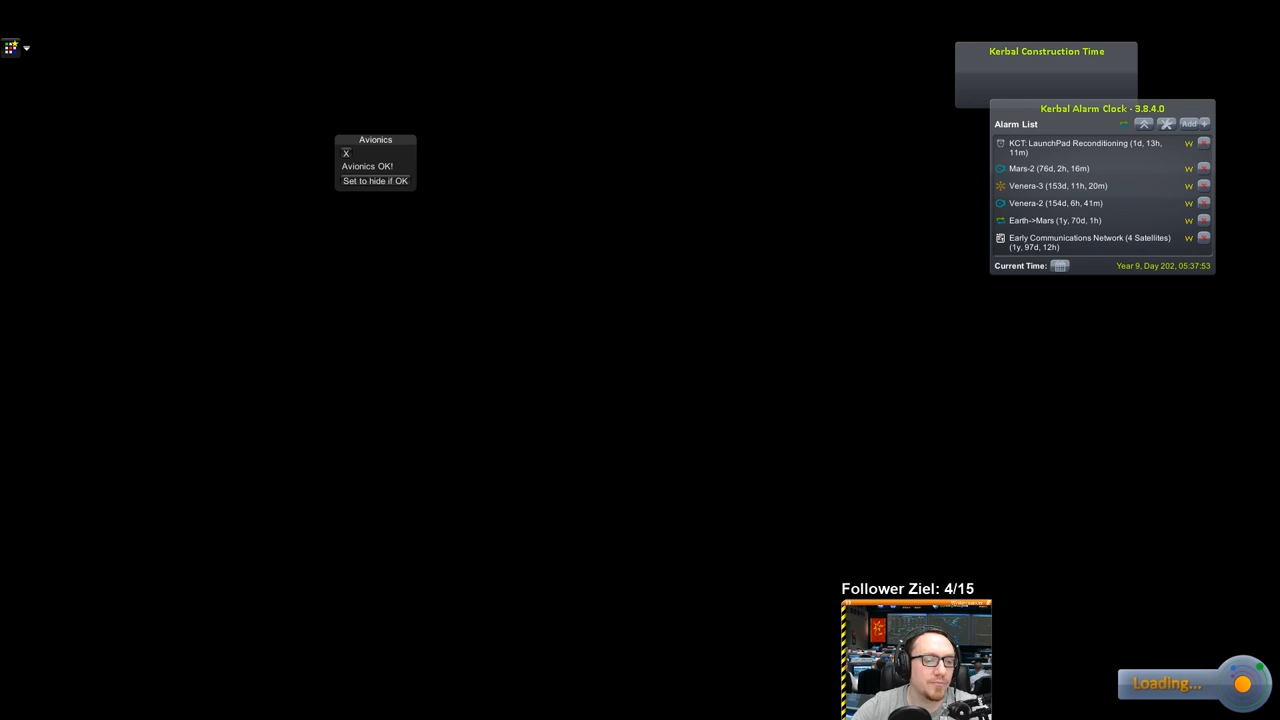 Kerbal Construction Time
Kerbal Alarm Clock - 3.8.4.0
Alarm List
Add +
KCT: LaunchPad Reconditioning (1d, 13h,
11m)
W
Mars-2 (76d, 2h, 16m)
W
Venera-3 (153d, 11h, 20m)
W
Venera-2 (154d, 6h, 41m)
W
Earth->Mars (1y, 70d, 1h)
W
Early Communications Network (4 Satellites)
(1y, 97d, 12h)
W
Current Time:
Year 9, Day 202, 05:37:53
Avionics
X
Avionics OK!
Set to hide if OK
Follower Ziel: 4/15
Loading...